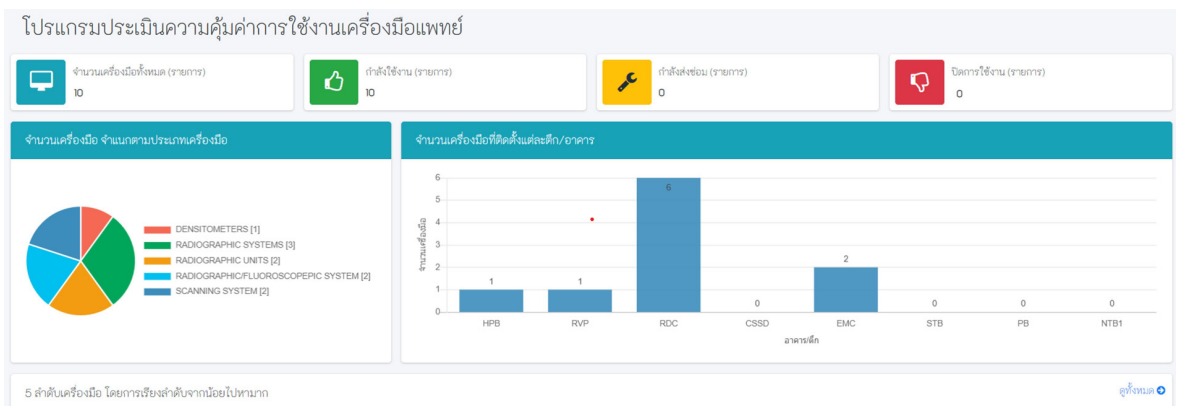 โปรแกรมประเมินความคุ้มค่าการใช้งานเครื่องมือแพทย์
จำนวนเครื่องมือทั้งหมด (รายการ)
10
กำลังใช้งาน (รายการ)
10
กำลังส่งซ่อม (รายการ)
0
ปิดการใช้งาน (รายการ)
0
จำนวนเครื่องมือ จำแนกตามประเภทเครื่องมือ
DENSITOMETERS [1]
RADIOGRAPHIC SYSTEMS [3]
RADIOGRAPHIC UNITS [2]
RADIOGRAPHIC/FLUOROSCOPEPIC SYSTEM [2]
SCANNING SYSTEM [2]
จำนวนเครื่องมือที่ติดตั้งแต่ละตึก/อาคาร
จำนวนเครื่องมือ
6
5
4
3
2
1
0
1 1 6 0 2 0 0 0
HPB RVP RDC CSSD EMC STB PB NTB1
อาคาร/ตึก
5 ลำดับเครื่องมือ โดยการเรียงลำดับจากน้อยไปหามาก
ดูทั้งหมด